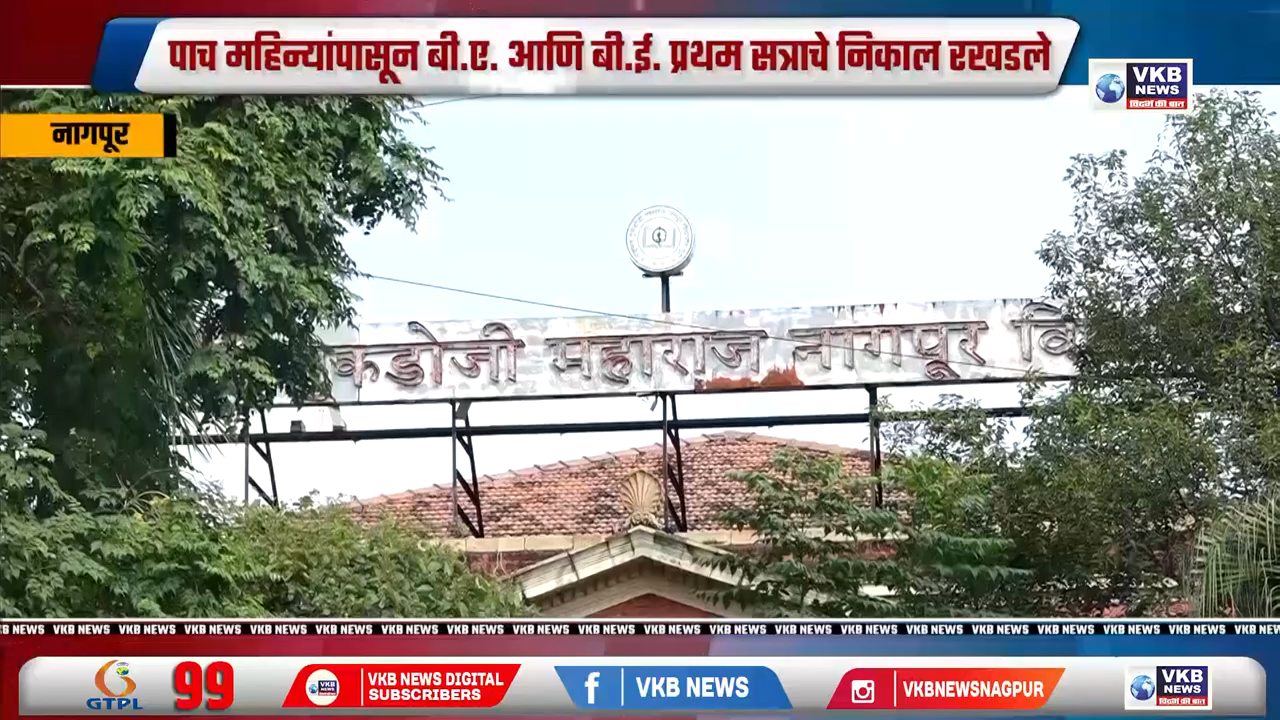 पाच महिन्यांपासून बी.ए. आणि बी.ई. प्रथम सत्राचे निकाल रखडले
VKB
NEWS
विदर्भ की बात
नागपूर
कडोजी महाराज नागपूर वि
VKB NEWS VKB NEWS VKB NEWS VKB NEWS VKB NEWS VKB NEWS VKB NEWS VKB NEWS VKB NEWS VKB NEWS VKB NEWS VKB NEWS VKB NEWS VKB NEWS VKB NEWS VKB NEWS VKB NEWS VKB NEWS
GTPL
99
VKB NEWS
VKB NEWS DIGITAL
SUBSCRIBERS
f
VKB NEWS
VKBNEWSNAGPUR
VKB
NEWS
विदर्भ की बात